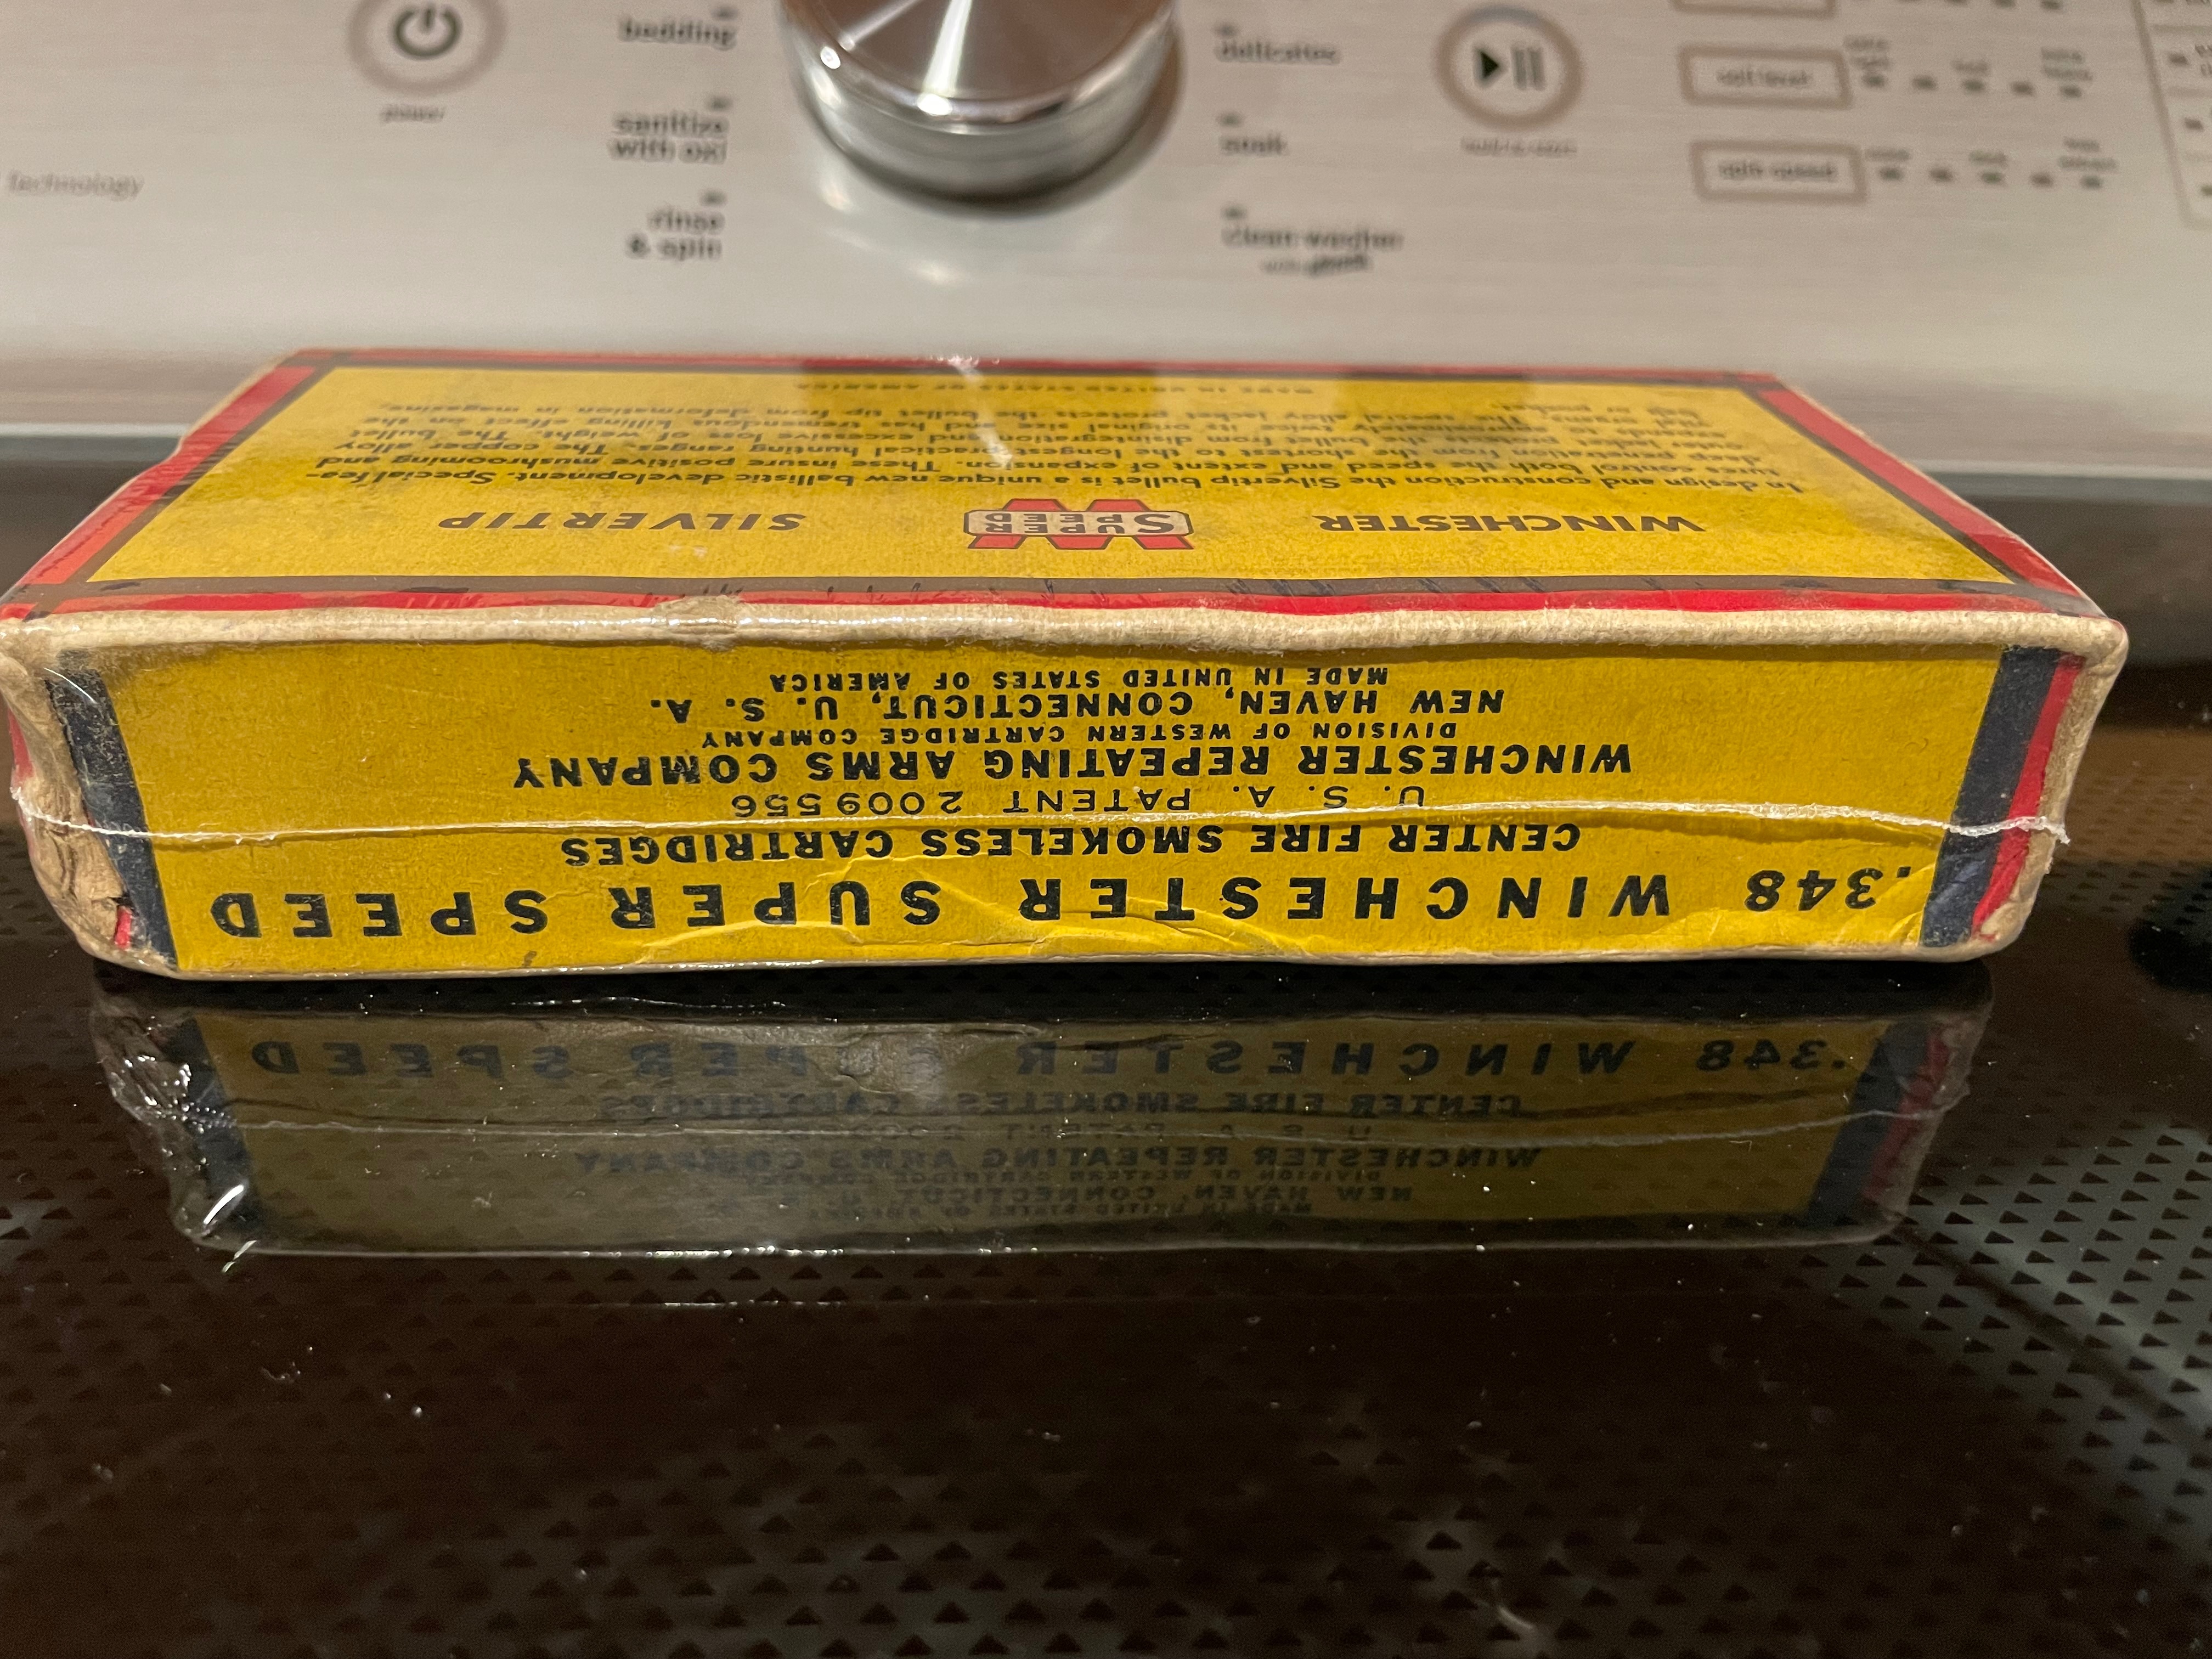 power
bedding
sanitize
with oxi
rinse
& spin
technology
delicates
soak
clean washer
soil level
spin speed
WINCHESTER SUPER SPEED SILVERTIP
In design and construction the Silvertip bullet is a unique new ballistic development. Special fea-
tures control both the speed and extent of expansion. These insure positive mushrooming and
deep penetration from the shortest to the longest practical hunting ranges. The copper alloy
protects the bullet from disintegration and excessive loss of weight. The bullet
approximately twice its original size and has tremendous killing effect on the
The special alloy jacket protects the bullet tip from deformation in magazine,
MADE IN UNITED STATES OF AMERICA
.348 WINCHESTER SUPER SPEED
CENTER FIRE SMOKELESS CARTRIDGES
U. S. A. PATENT 2009556
WINCHESTER REPEATING ARMS COMPANY
DIVISION OF WESTERN CARTRIDGE COMPANY
NEW HAVEN, CONNECTICUT, U. S. A.
MADE IN UNITED STATES OF AMERICA